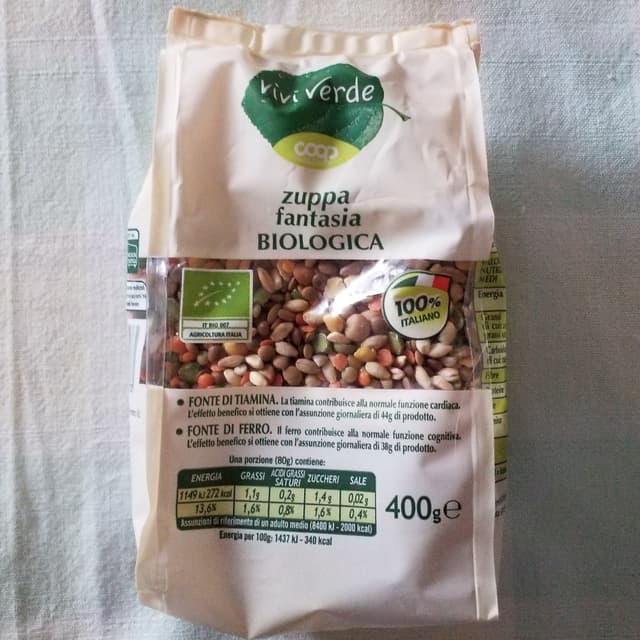 vivi verde
coop
zuppa
fantasia
BIOLOGICA
IT BIO 007
AGRICOLTURA ITALIA
100%
ITALIANO
• FONTE DI TIAMINA. La tiamina contribuisce alla normale funzione cardiaca.
L'effetto benefico si ottiene con l'assunzione giornaliera di 44g di prodotto.
• FONTE DI FERRO. Il ferro contribuisce alla normale funzione cognitiva.
L'effetto benefico si ottiene con l'assunzione giornaliera di 38g di prodotto.
Una porzione (80g) contiene:
ENERGIA GRASSI ACIDI GRASSI SATURI ZUCCHERI SALE
1149 kJ 272 kcal 1,1g 0,2g 1,4g 0,02g
13,6% 1,6% 0,8% 1,6% 0,4%
Assunzioni di riferimento di un adulto medio (8400 kJ - 2000 kcal)
Energia per 100g: 1437 kJ - 340 kcal
400g e
NUTR
MEDI
Energia